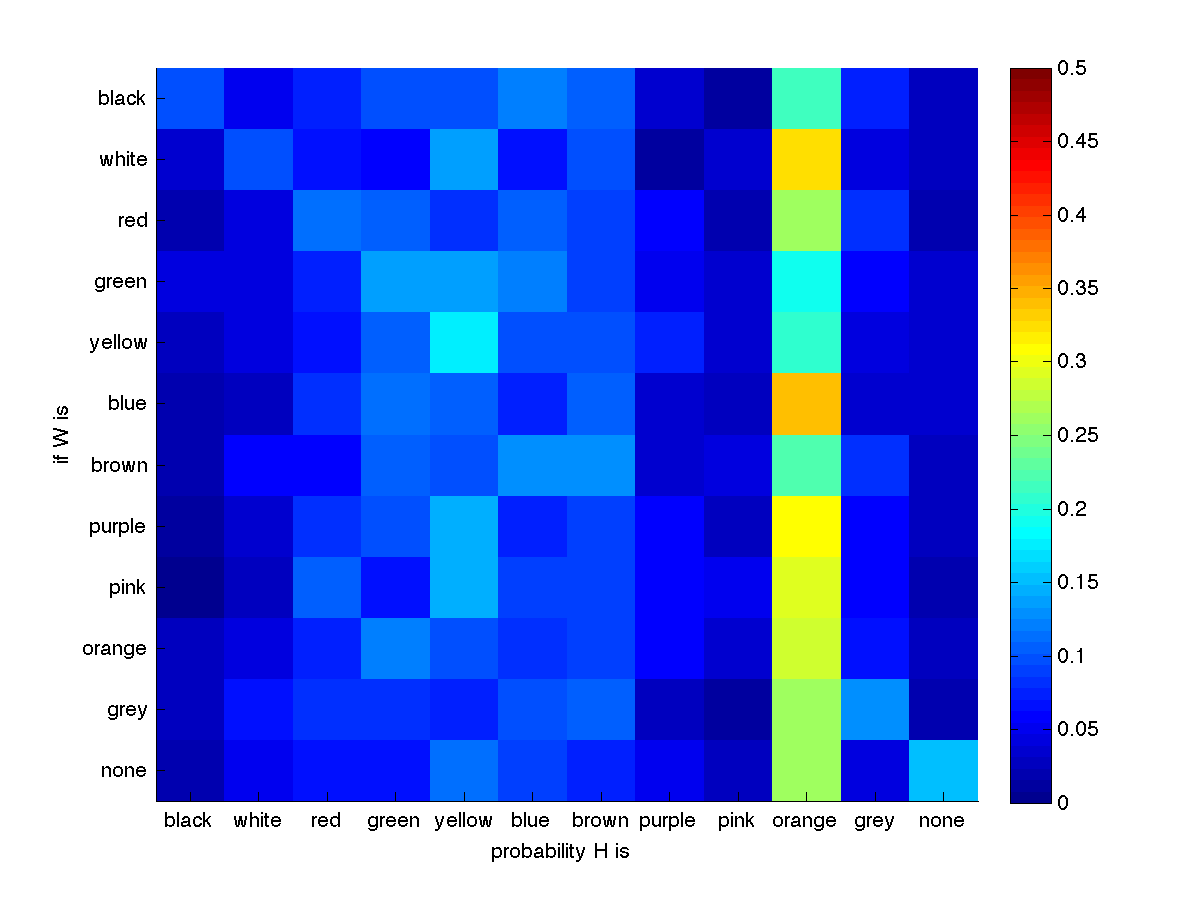 black
white
red
green
yellow
blue
brown
purple
pink
orange
grey
none
if W is
black white red green yellow blue brown purple pink orange grey none
probability H is
0.5
0.45
0.4
0.35
0.3
0.25
0.2
0.15
0.1
0.05
0